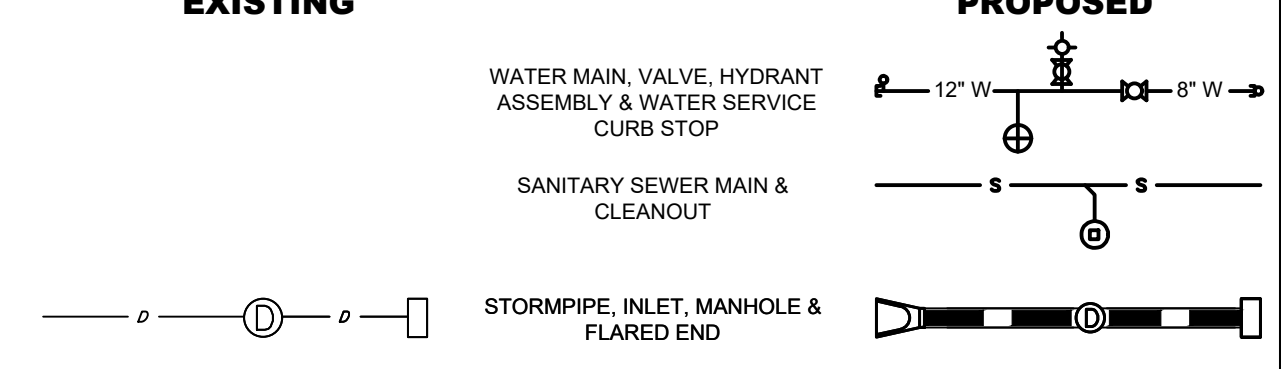 EXISTING
PROPOSED
WATER MAIN, VALVE, HYDRANT
ASSEMBLY & WATER SERVICE
CURB STOP
12" W
8" W
SANITARY SEWER MAIN &
CLEANOUT
S
S
D
D
D
STORMPIPE, INLET, MANHOLE &
FLARED END
D